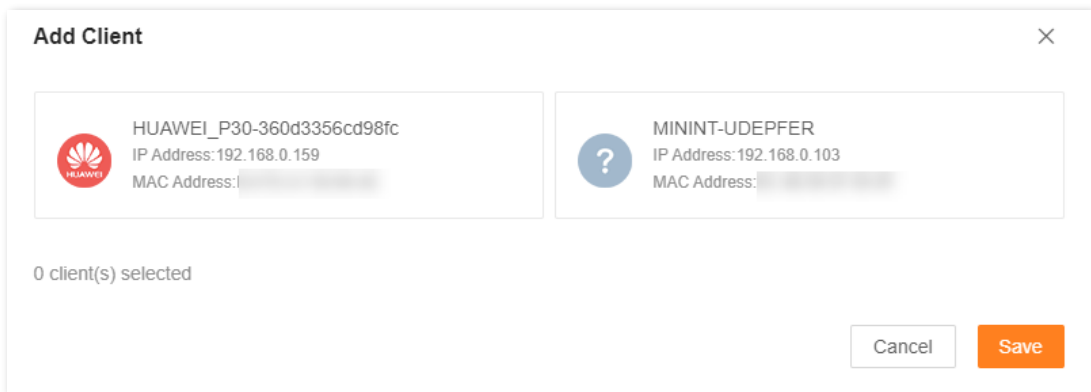 Add Client
HUAWEI_P30-360d3356cd98fc
IP Address:192.168.0.159
MAC Address:
HUAWEI
MININT-UDEPFER
IP Address:192.168.0.103
MAC Address:
?
0 client(s) selected
Cancel
Save